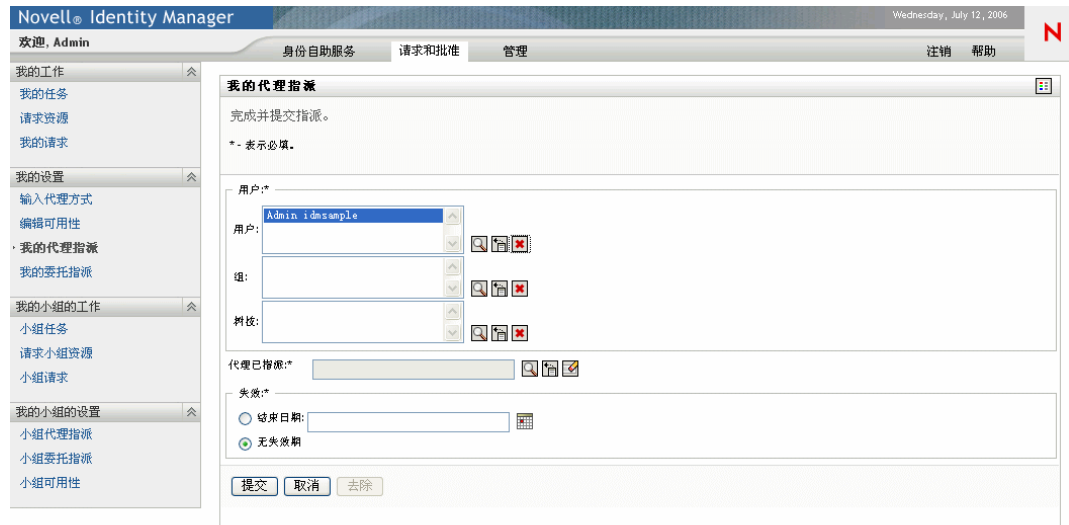 Novell® Identity Manager
Wednesday, July 12, 2006
N
欢迎, Admin
身份自助服务 请求和批准 管理 注销 帮助
我的工作
我的任务
请求资源
我的请求
我的设置
输入代理方式
编辑可用性
我的代理指派
我的委托指派
我的小组的工作
小组任务
请求小组资源
小组请求
我的小组的设置
小组代理指派
小组委托指派
小组可用性
我的代理指派
完成并提交指派。
*- 表示必填。
用户:*
用户: Admin idmsample
组:
树枝:
代理已指派:*
失效:*
结束日期:
无失效期
提交 取消 去除